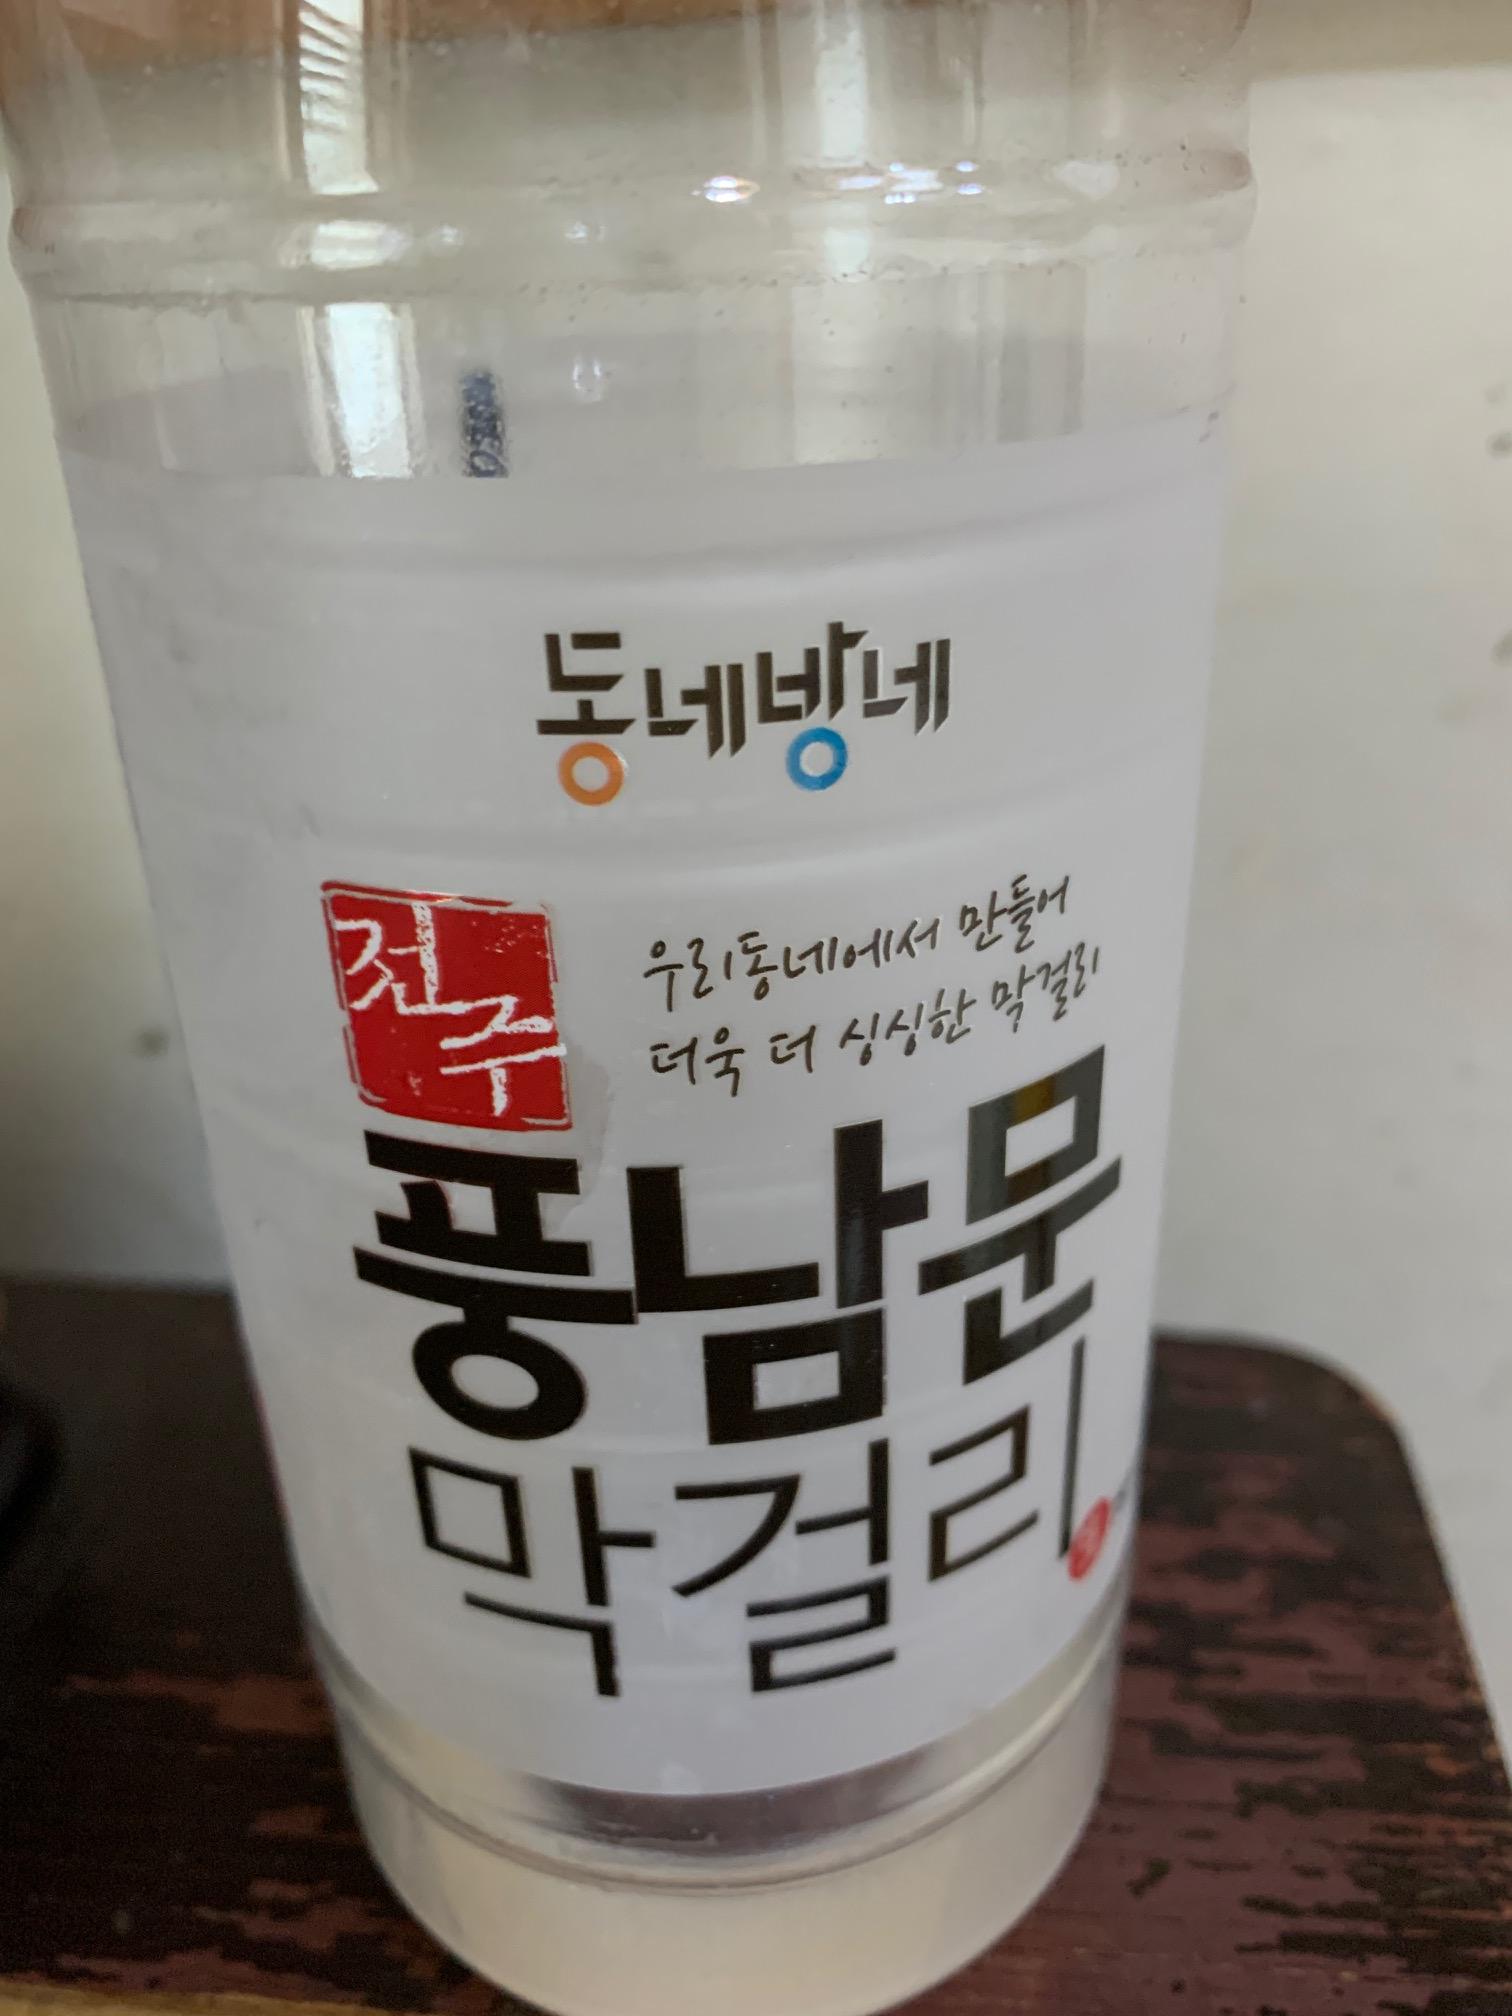 동네방네
전주
우리동네에서 만들어
더욱 더 싱싱한 막걸리
풍남문
막걸리